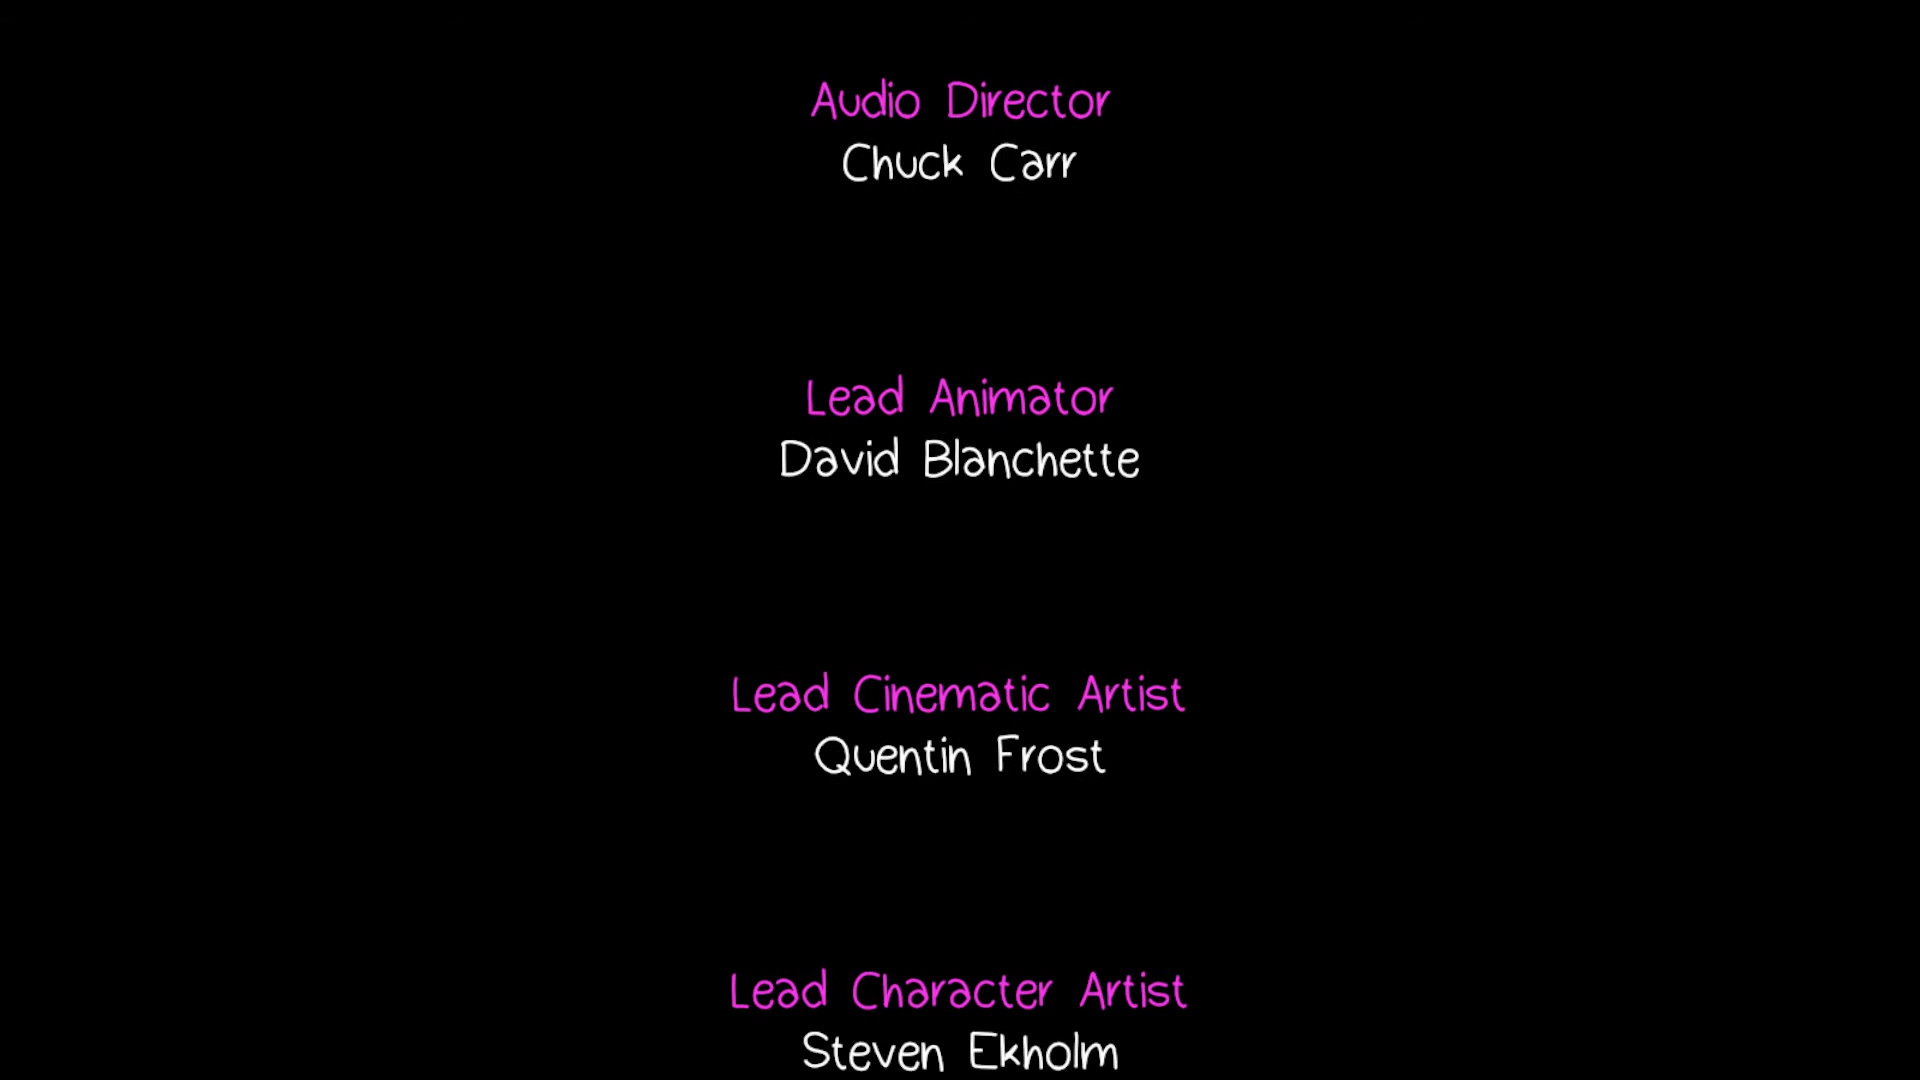 Audio Director
Chuck Carr
Lead Animator
David Blanchette
Lead Cinematic Artist
Quentin Frost
Lead Character Artist
Steven Ekholm